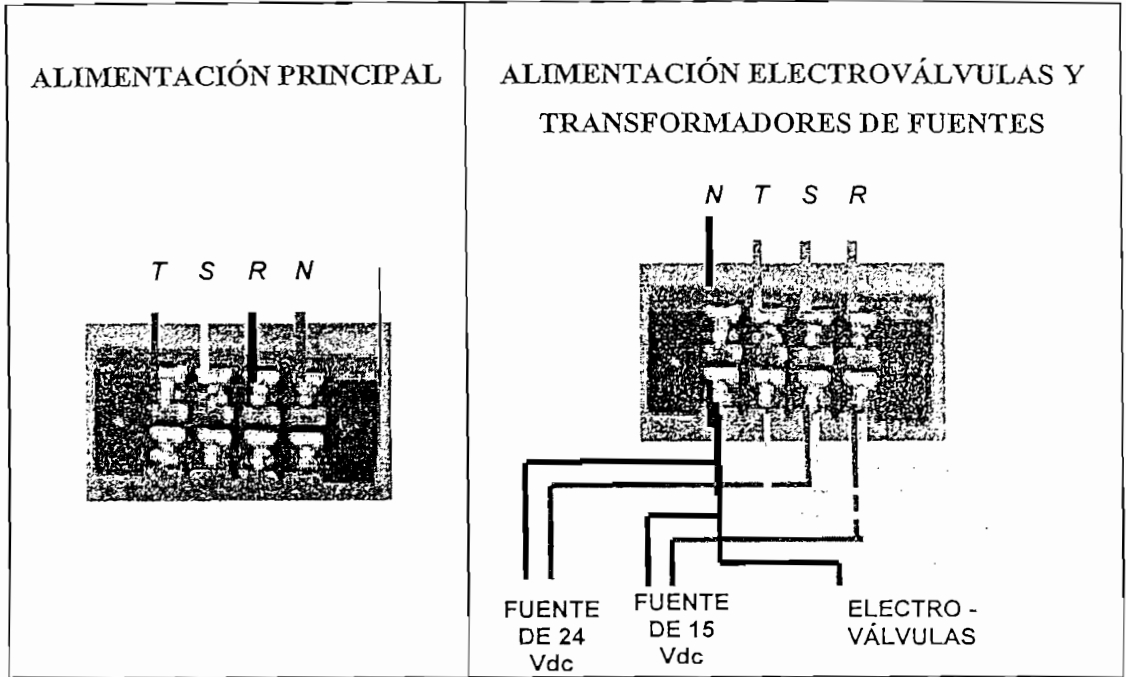 ALIMENTACIÓN PRINCIPAL
T S R N
ALIMENTACIÓN ELECTROVÁLVULAS Y
TRANSFORMADORES DE FUENTES
N T S R
FUENTE
DE 24
Vdc
FUENTE
DE 15
Vdc
ELECTRO -
VÁLVULAS